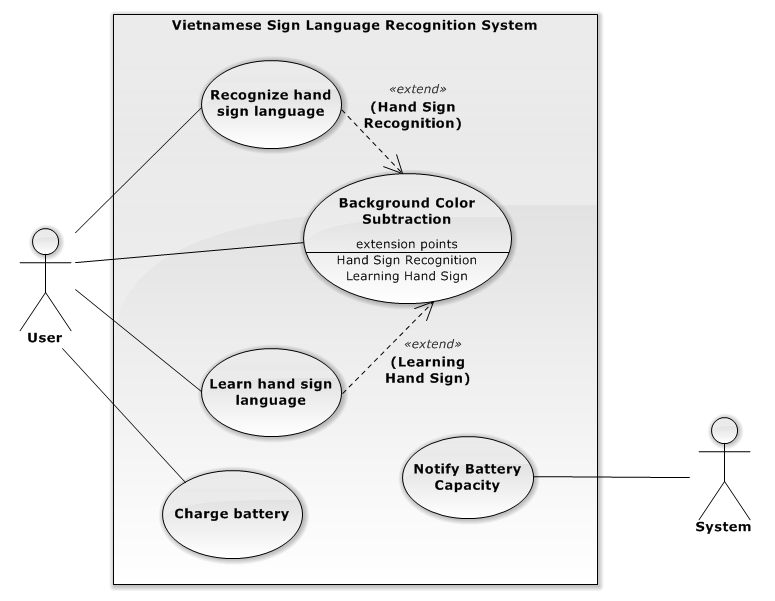 Vietnamese Sign Language Recognition System
Recognize hand
sign language
«extend»
(Hand Sign
Recognition)
Background Color
Subtraction
extension points
Hand Sign Recognition
Learning Hand Sign
User
«extend»
(Learning
Hand Sign)
Learn hand sign
language
Notify Battery
Capacity
Charge battery
System